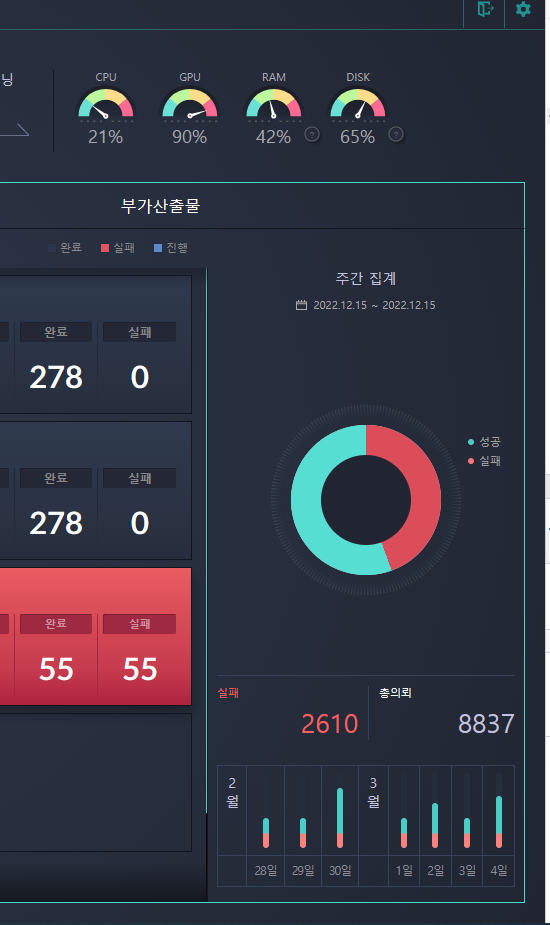 닝
CPU
GPU
RAM
DISK
21%
90%
42%
?
65%
?
부가산출물
완료
실패
진행
주간 집계
2022.12.15 ~ 2022.12.15
완료
실패
278
0
성공
실패
완료
실패
278
0
완료
실패
55
55
실패
총의뢰
2610
8837
2
월
3
월
28일
29일
30일
1일
2일
3일
4일